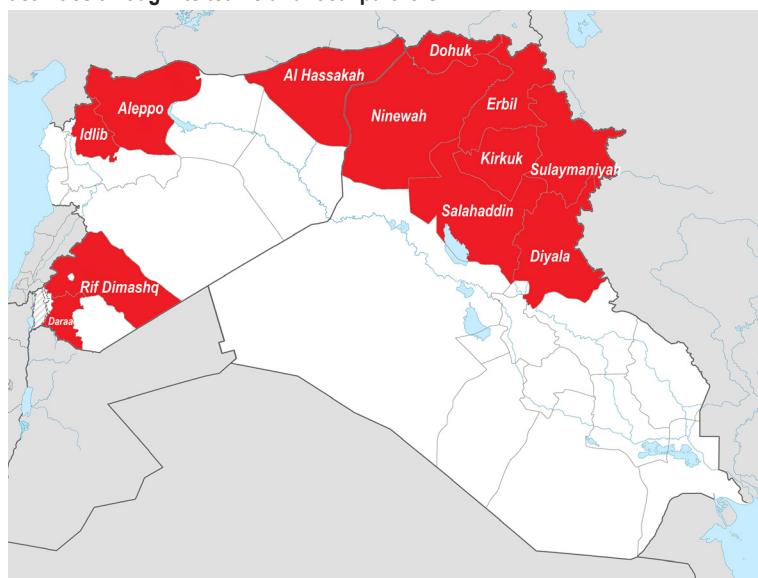 Dohuk
Al Hassakah
Aleppo
Ninewah
Erbil
Idlib
Kirkuk
Sulaymaniyah
Salahaddin
Diyala
Rif Dimashq
Daraa